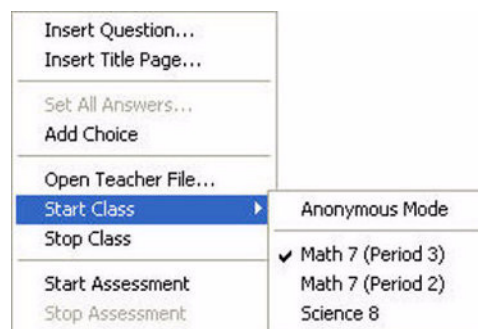 Insert Question...
Insert Title Page...
Set All Answers...
Add Choice
Open Teacher File...
Start Class
Stop Class
Start Assessment
Stop Assessment
Anonymous Mode
Math 7 (Period 3)
Math 7 (Period 2)
Science 8